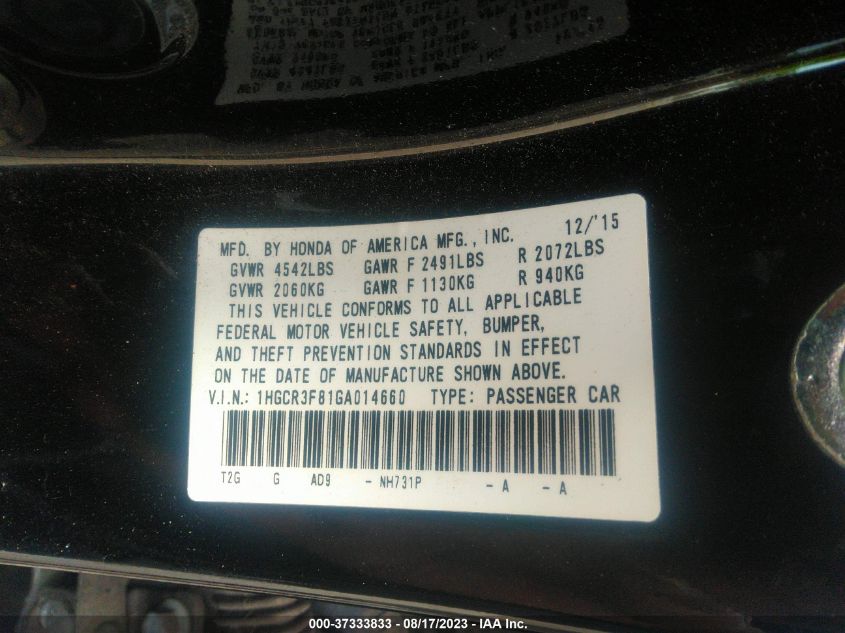 MFD. BY HONDA OF AMERICA MFG., INC. 12/'15
GVWR 4542LBS GAWR F 2491LBS R 2072LBS
GVWR 2060KG GAWR F 1130KG R 940KG
THIS VEHICLE CONFORMS TO ALL APPLICABLE
FEDERAL MOTOR VEHICLE SAFETY, BUMPER,
AND THEFT PREVENTION STANDARDS IN EFFECT
ON THE DATE OF MANUFACTURE SHOWN ABOVE.
V.I.N.: 1HGCR3F81GA014660 TYPE: PASSENGER CAR
T2G G AD9 - NH731P - A - A
000-37333833 - 08/17/2023 - IAA Inc.